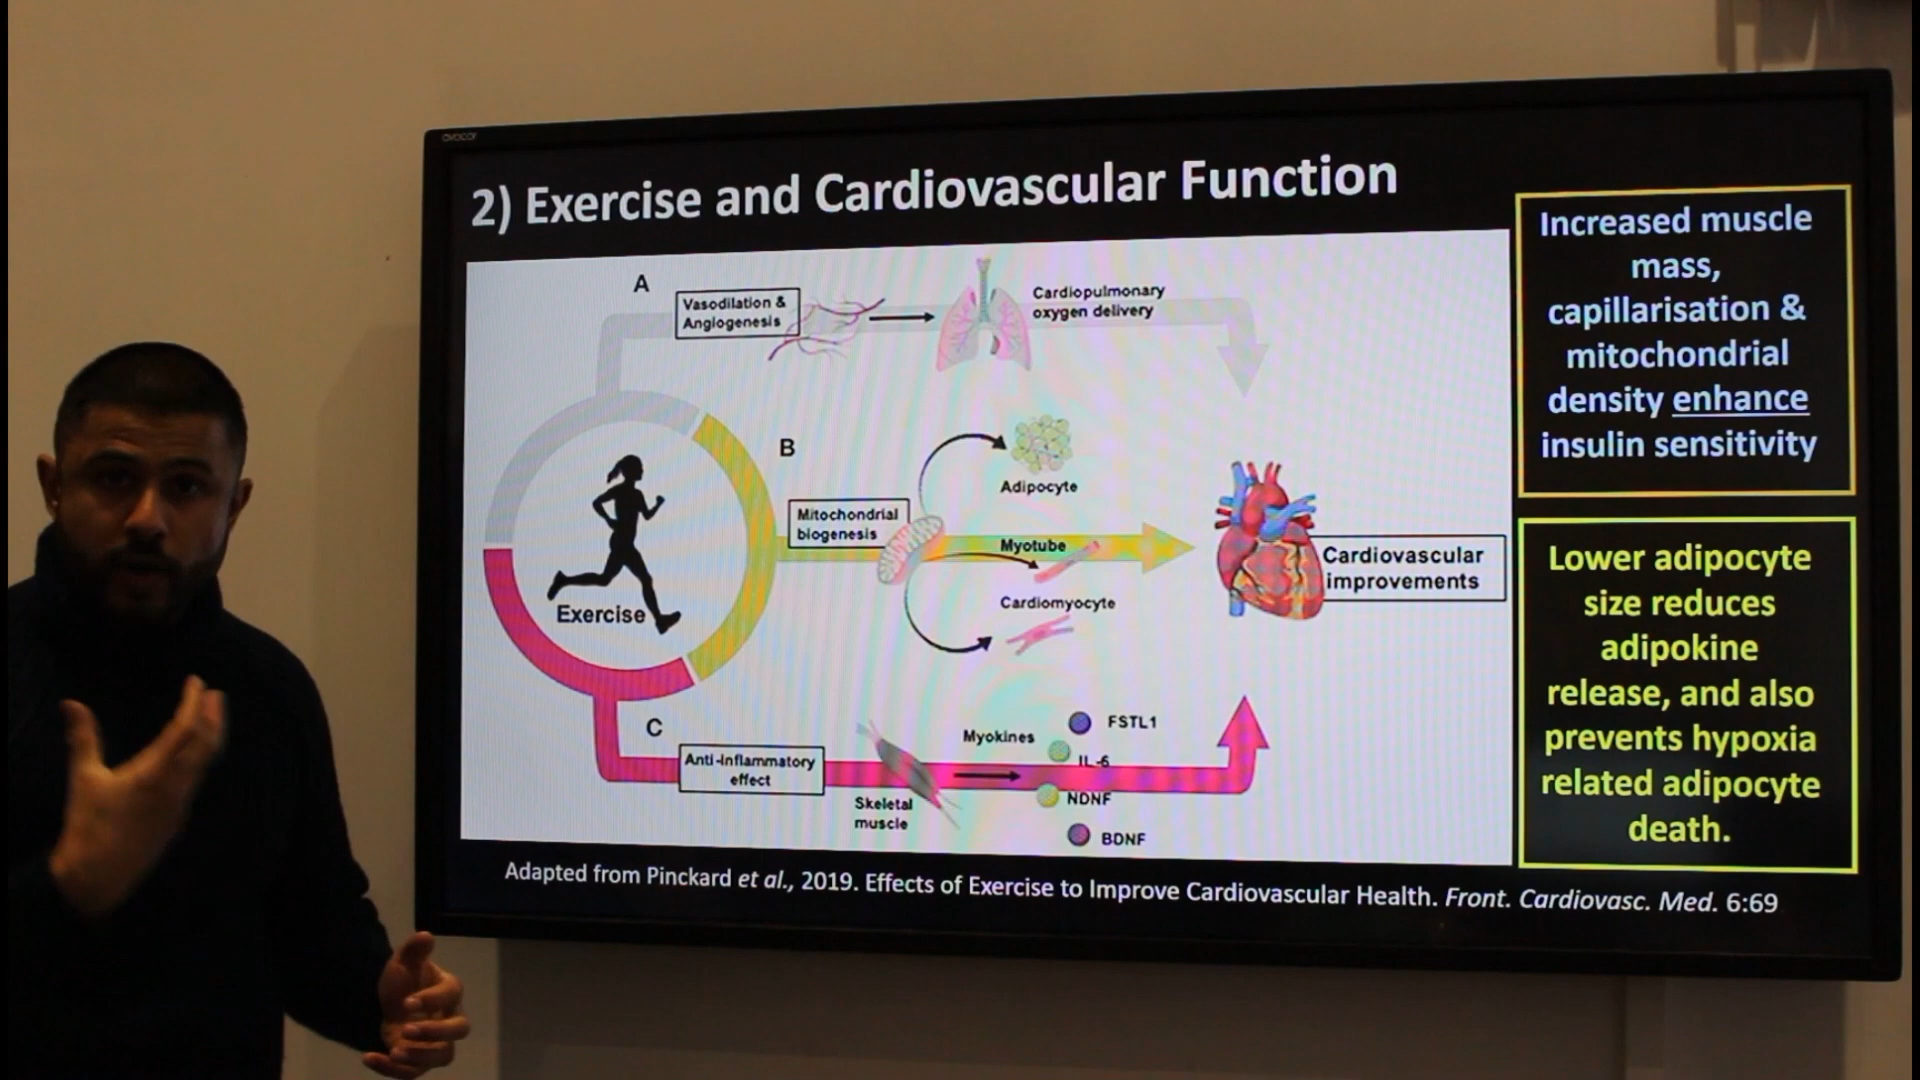 avocor
2) Exercise and Cardiovascular Function
A
Vasodilation &
Angiogenesis
Cardiopulmonary
oxygen delivery
B
Adipocyte
Mitochondrial
biogenesis
Myotube
Cardiomyocyte
Exercise
Cardiovascular
improvements
C
Anti-inflammatory
effect
Skeletal
muscle
Myokines
FSTL1
IL-6
NDNF
BDNF
Increased muscle
mass,
capillarisation &
mitochondrial
density enhance
insulin sensitivity
Lower adipocyte
size reduces
adipokine
release, and also
prevents hypoxia
related adipocyte
death.
Adapted from Pinckard et al., 2019. Effects of Exercise to Improve Cardiovascular Health. Front. Cardiovasc. Med. 6:69